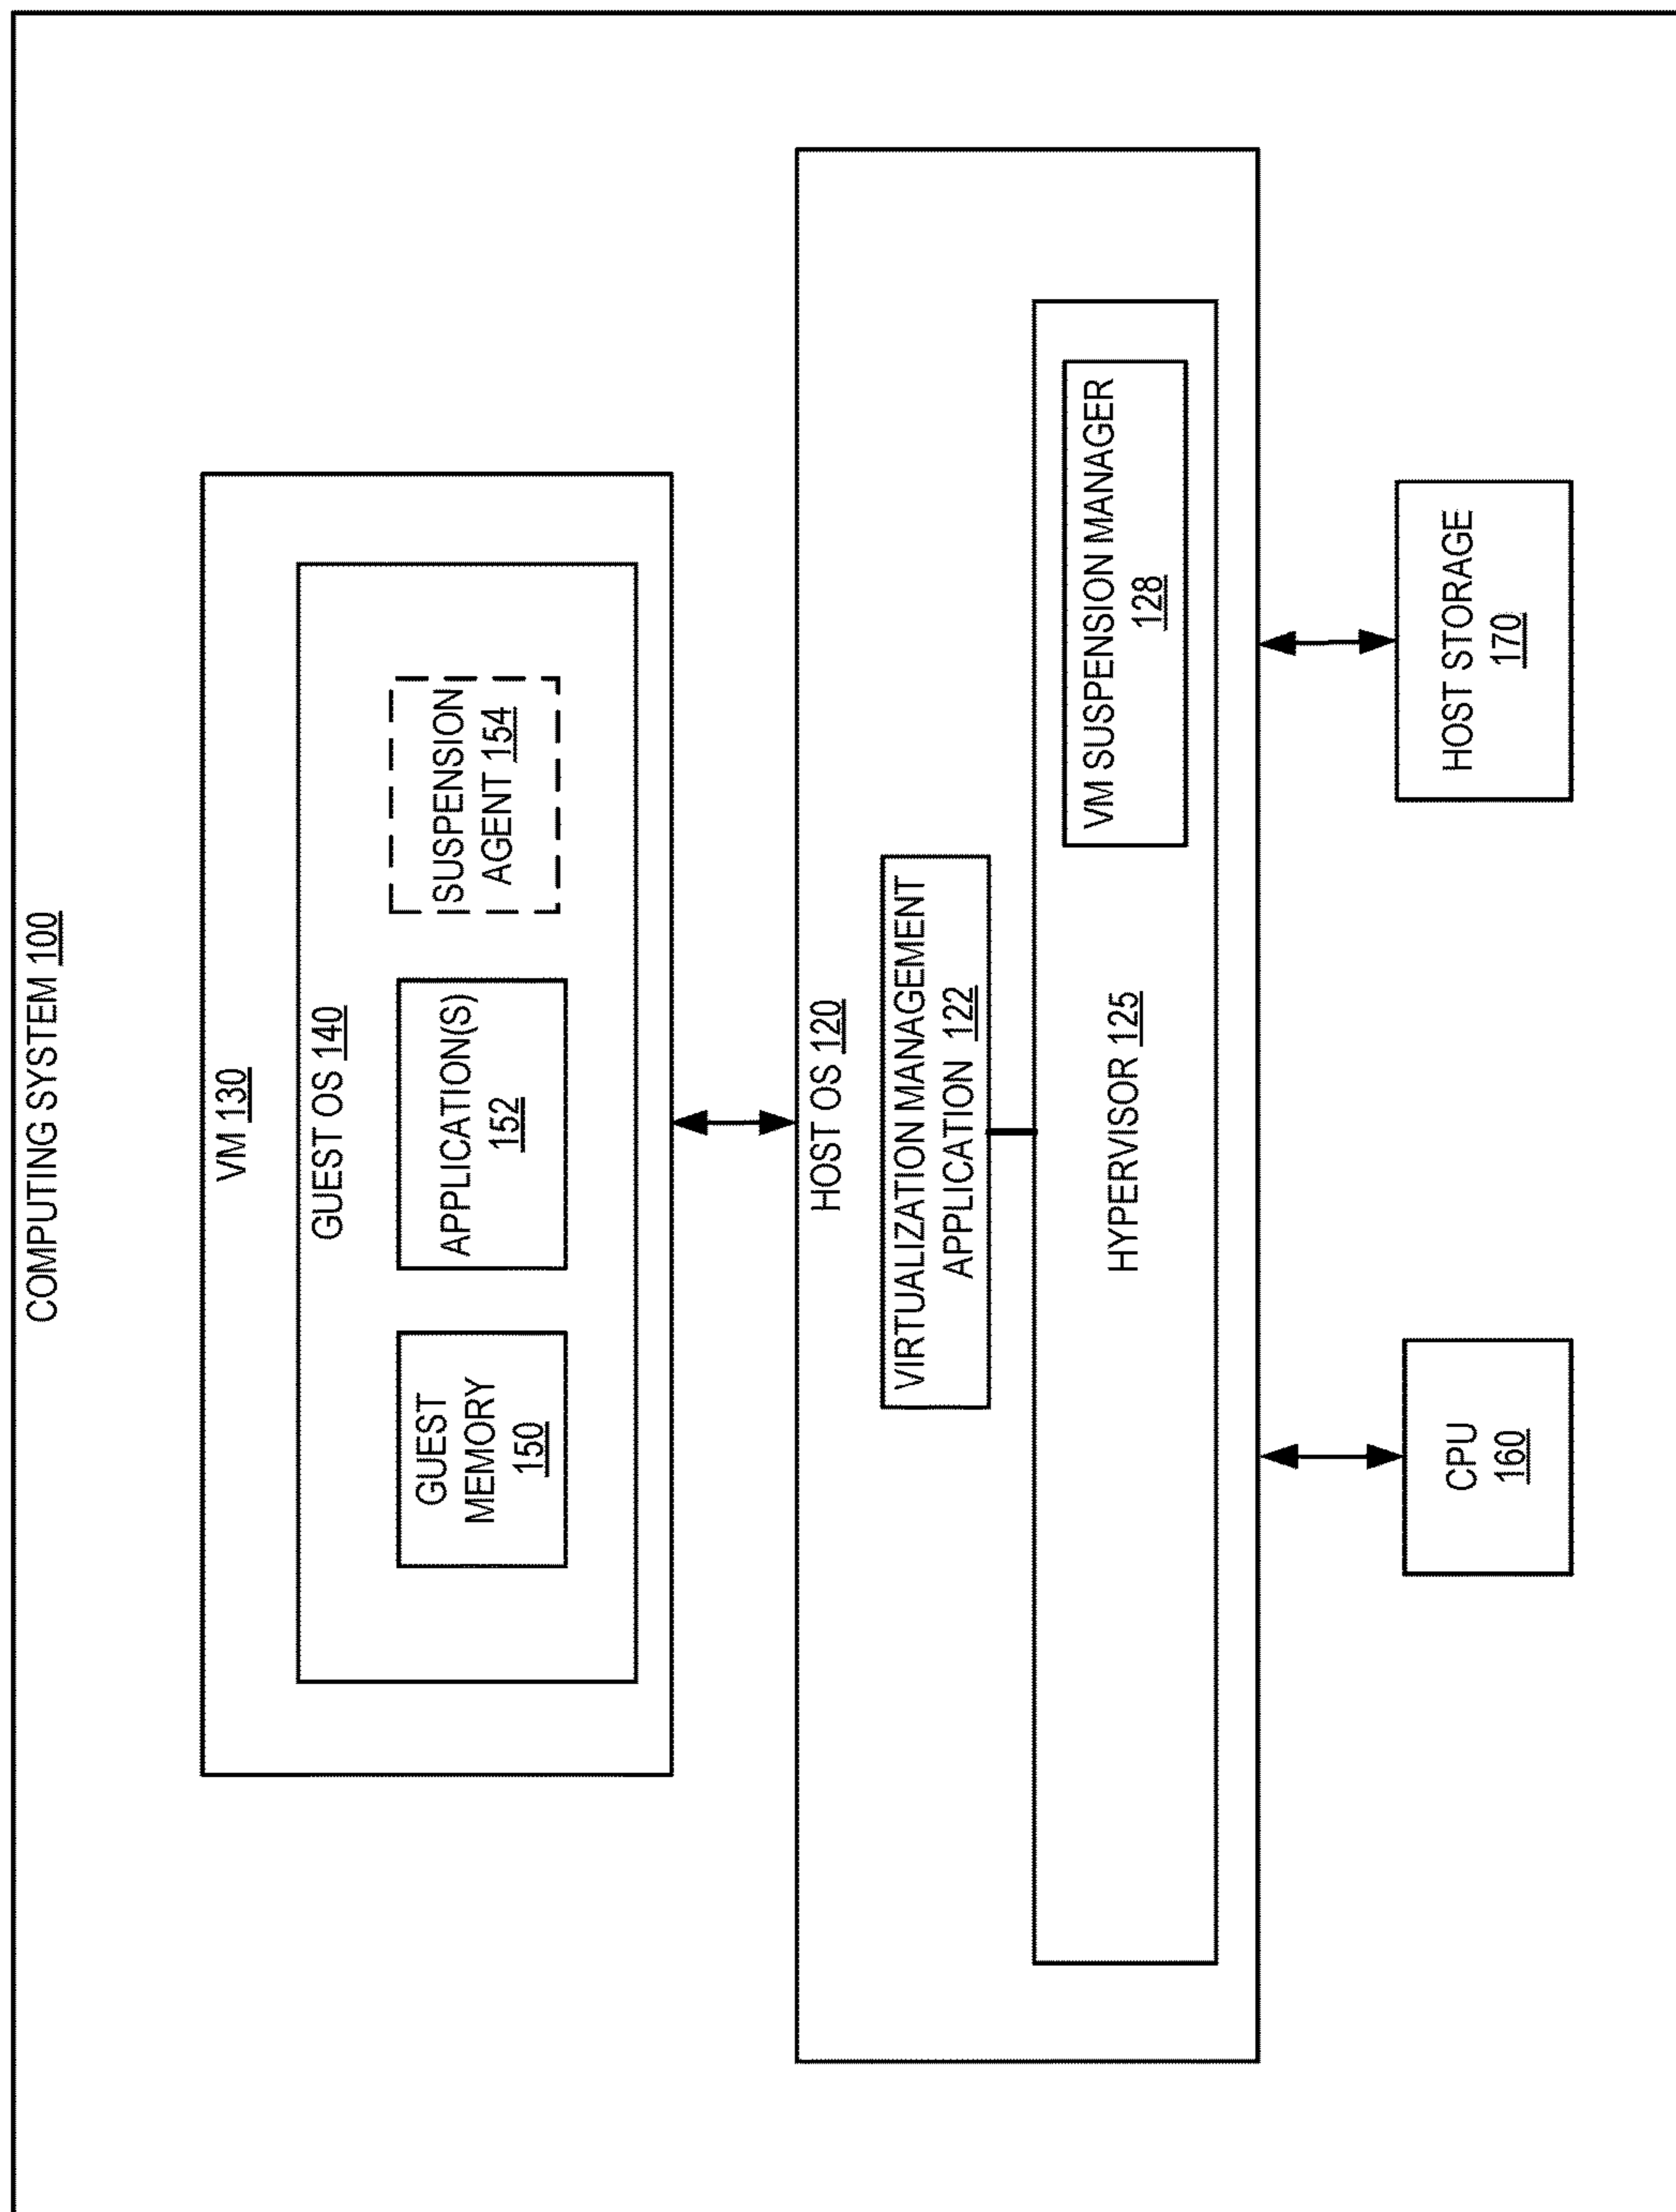 COMPUTING SYSTEM 100
VM 130
GUEST OS 140
GUEST
MEMORY
150
APPLICATION(S)
152
SUSPENSION
AGENT 154
HOST OS 120
VIRTUALIZATION MANAGEMENT
APPLICATION 122
HYPERVISOR 125
VM SUSPENSION MANAGER
128
CPU
160
HOST STORAGE
170